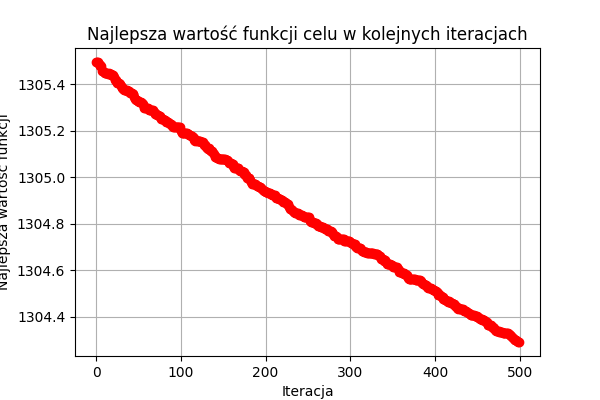 Najlepsza wartość funkcji celu w kolejnych iteracjach
Najlepsza wartość funkcji
1305.4
1305.2
1305.0
1304.8
1304.6
1304.4
0 100 200 300 400 500
Iteracja